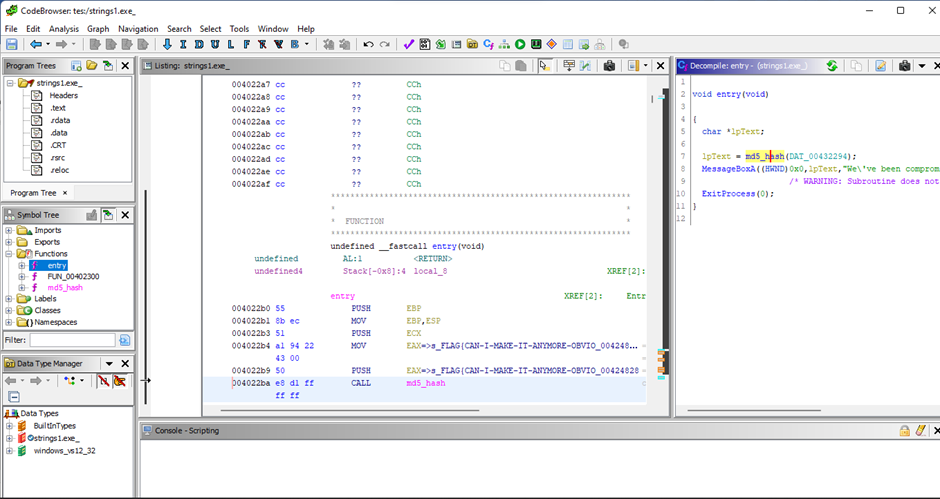 CodeBrowser: tes:/strings1.exe_
File Edit Analysis Graph Navigation Search Select Tools Window Help
I D U L F R V B
Program Trees
strings1.exe_
Headers
.text
.rdata
.data
.CRT
.rsrc
.reloc
Program Tree
Symbol Tree
Imports
Exports
Functions
entry
FUN_00402300
md5_hash
Labels
Classes
Namespaces
Filter:
Data Type Manager
Data Types
BuiltInTypes
strings1.exe_
windows_vs12_32
Listing: strings1.exe_
004022a7 cc ?? CCh
004022a8 cc ?? CCh
004022a9 cc ?? CCh
004022aa cc ?? CCh
004022ab cc ?? CCh
004022ac cc ?? CCh
004022ad cc ?? CCh
004022ae cc ?? CCh
004022af cc ?? CCh
* FUNCTION *
undefined __fastcall entry(void)
undefined AL:1 <RETURN>
undefined4 Stack[-0x8]:4 local_8 XREF[2]:
entry XREF[2]: Entr
004022b0 55 PUSH EBP
004022b1 8b ec MOV EBP,ESP
004022b3 51 PUSH ECX
004022b4 a1 94 22 MOV EAX=>s_FLAG{CAN-I-MAKE-IT-ANYMORE-OBVIO_004248...
43 00
004022b9 50 PUSH EAX=>s_FLAG{CAN-I-MAKE-IT-ANYMORE-OBVIO_00424828
004022ba e8 d1 ff CALL md5_hash
ff ff
Decompile: entry - (strings1.exe_)
1
2 void entry(void)
3
4 {
5 char *lpText;
6
7 lpText = md5_hash(DAT_00432294);
8 MessageBoxA((HWND)0x0,lpText,"We\'ve been comprom
9 /* WARNING: Subroutine does not
10 ExitProcess(0);
11 }
12
Console - Scripting